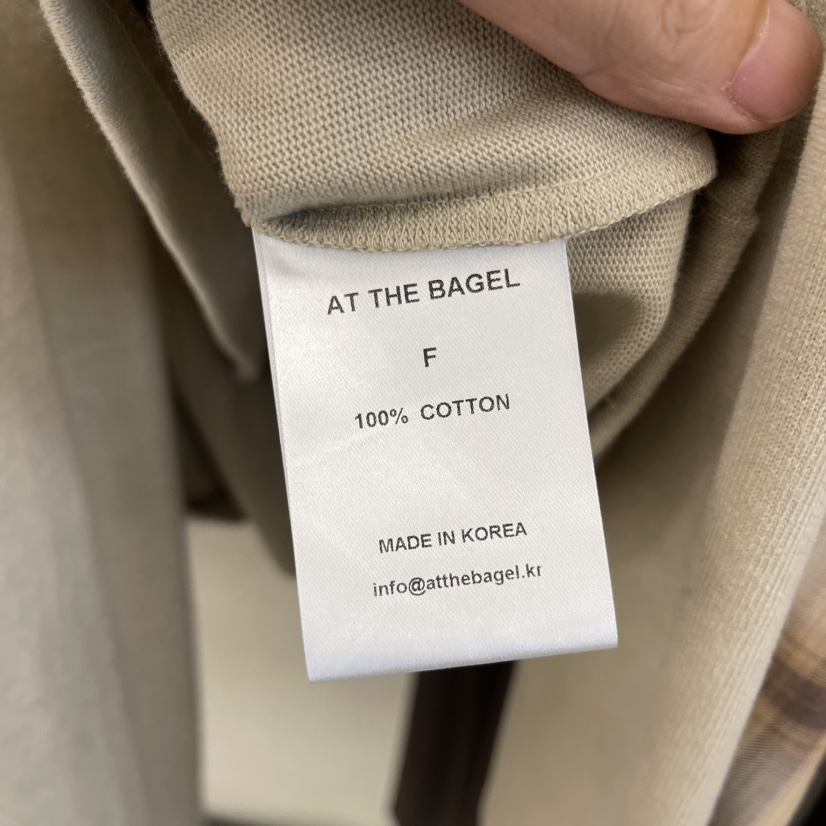 AT THE BAGEL
F
100% COTTON
MADE IN KOREA
info@atthebagel.kr